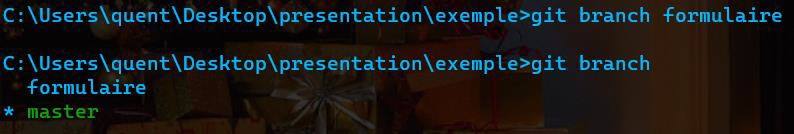 C:\Users\quent\Desktop\presentation\exemple>git branch formulaire
C:\Users\quent\Desktop\presentation\exemple>git branch
formulaire
* master